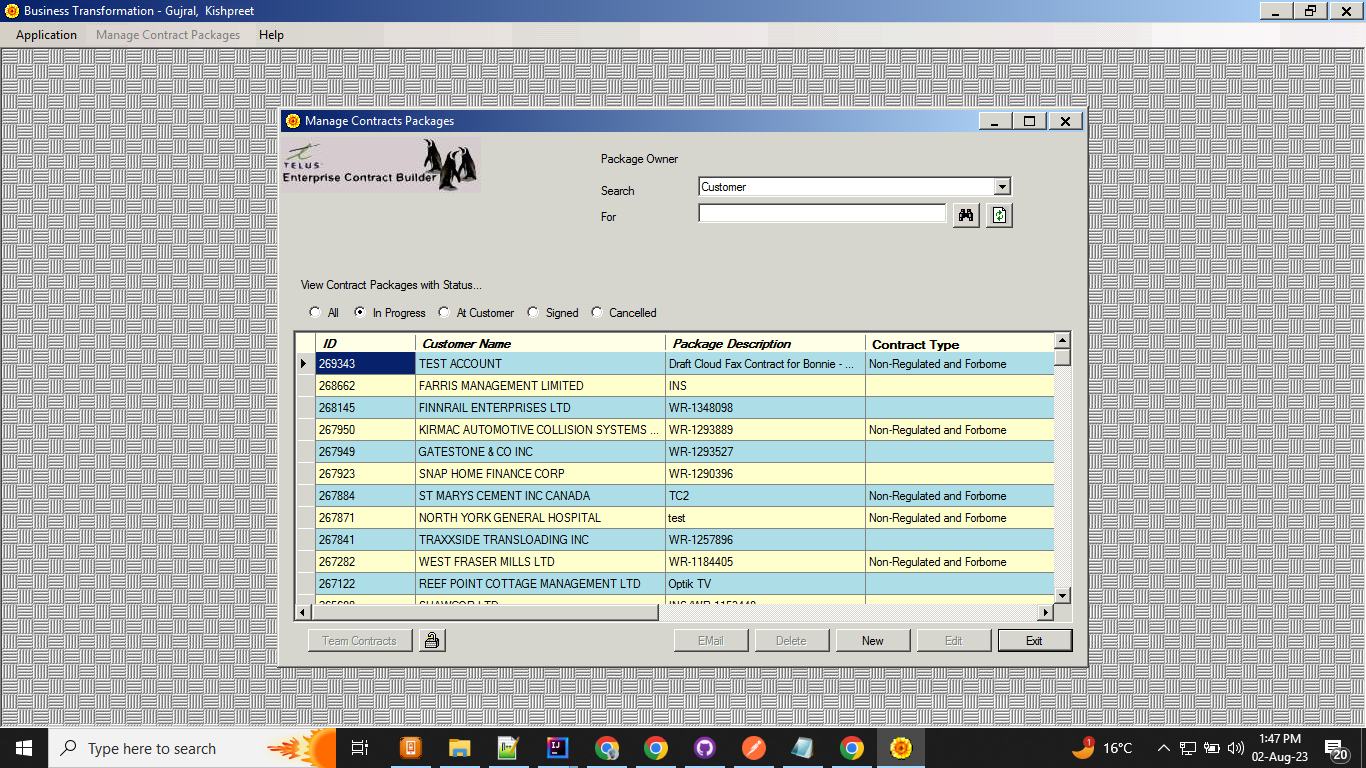 Business Transformation - Gujral, Kishpreet
Application Manage Contract Packages Help
Manage Contracts Packages
TELUS
Enterprise Contract Builder
Package Owner
Search Customer
For
View Contract Packages with Status...
All In Progress At Customer Signed Cancelled
ID Customer Name Package Description Contract Type
269343 TEST ACCOUNT Draft Cloud Fax Contract for Bonnie - ... Non-Regulated and Forborne
268662 FARRIS MANAGEMENT LIMITED INS
268145 FINNRAIL ENTERPRISES LTD WR-1348098
267950 KIRMAC AUTOMOTIVE COLLISION SYSTEMS ... WR-1293889 Non-Regulated and Forborne
267949 GATESTONE & CO INC WR-1293527
267923 SNAP HOME FINANCE CORP WR-1290396
267884 ST MARYS CEMENT INC CANADA TC2 Non-Regulated and Forborne
267871 NORTH YORK GENERAL HOSPITAL test Non-Regulated and Forborne
267841 TRAXXSIDE TRANSLOADING INC WR-1257896
267282 WEST FRASER MILLS LTD WR-1184405 Non-Regulated and Forborne
267122 REEF POINT COTTAGE MANAGEMENT LTD Optik TV
Team Contracts EMail Delete New Edit Exit
Type here to search 1 16°C 1:47 PM
02-Aug-23 20